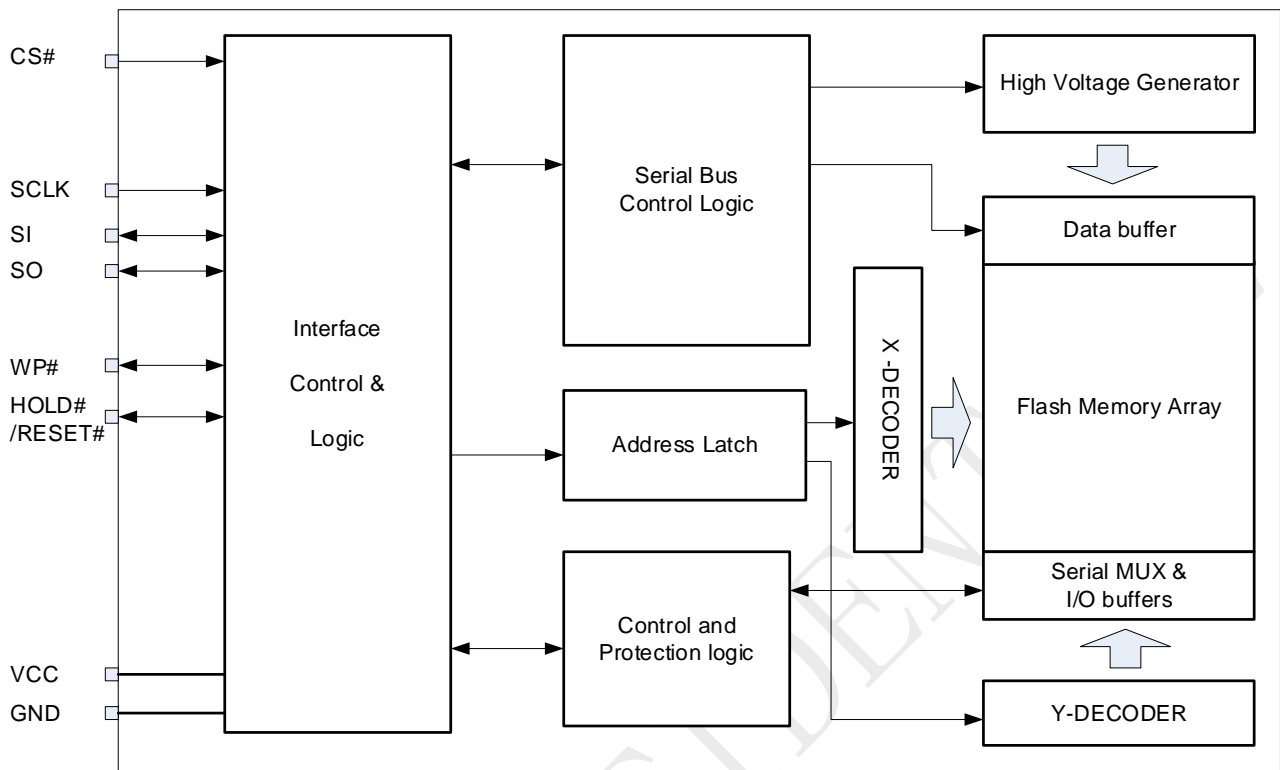 CS#
SCLK
SI
SO
WP#
HOLD#
/RESET#
VCC
GND
Interface
Control &
Logic
Serial Bus
Control Logic
Address Latch
Control and
Protection logic
X -DECODER
High Voltage Generator
Data buffer
Flash Memory Array
Serial MUX &
I/O buffers
Y-DECODER